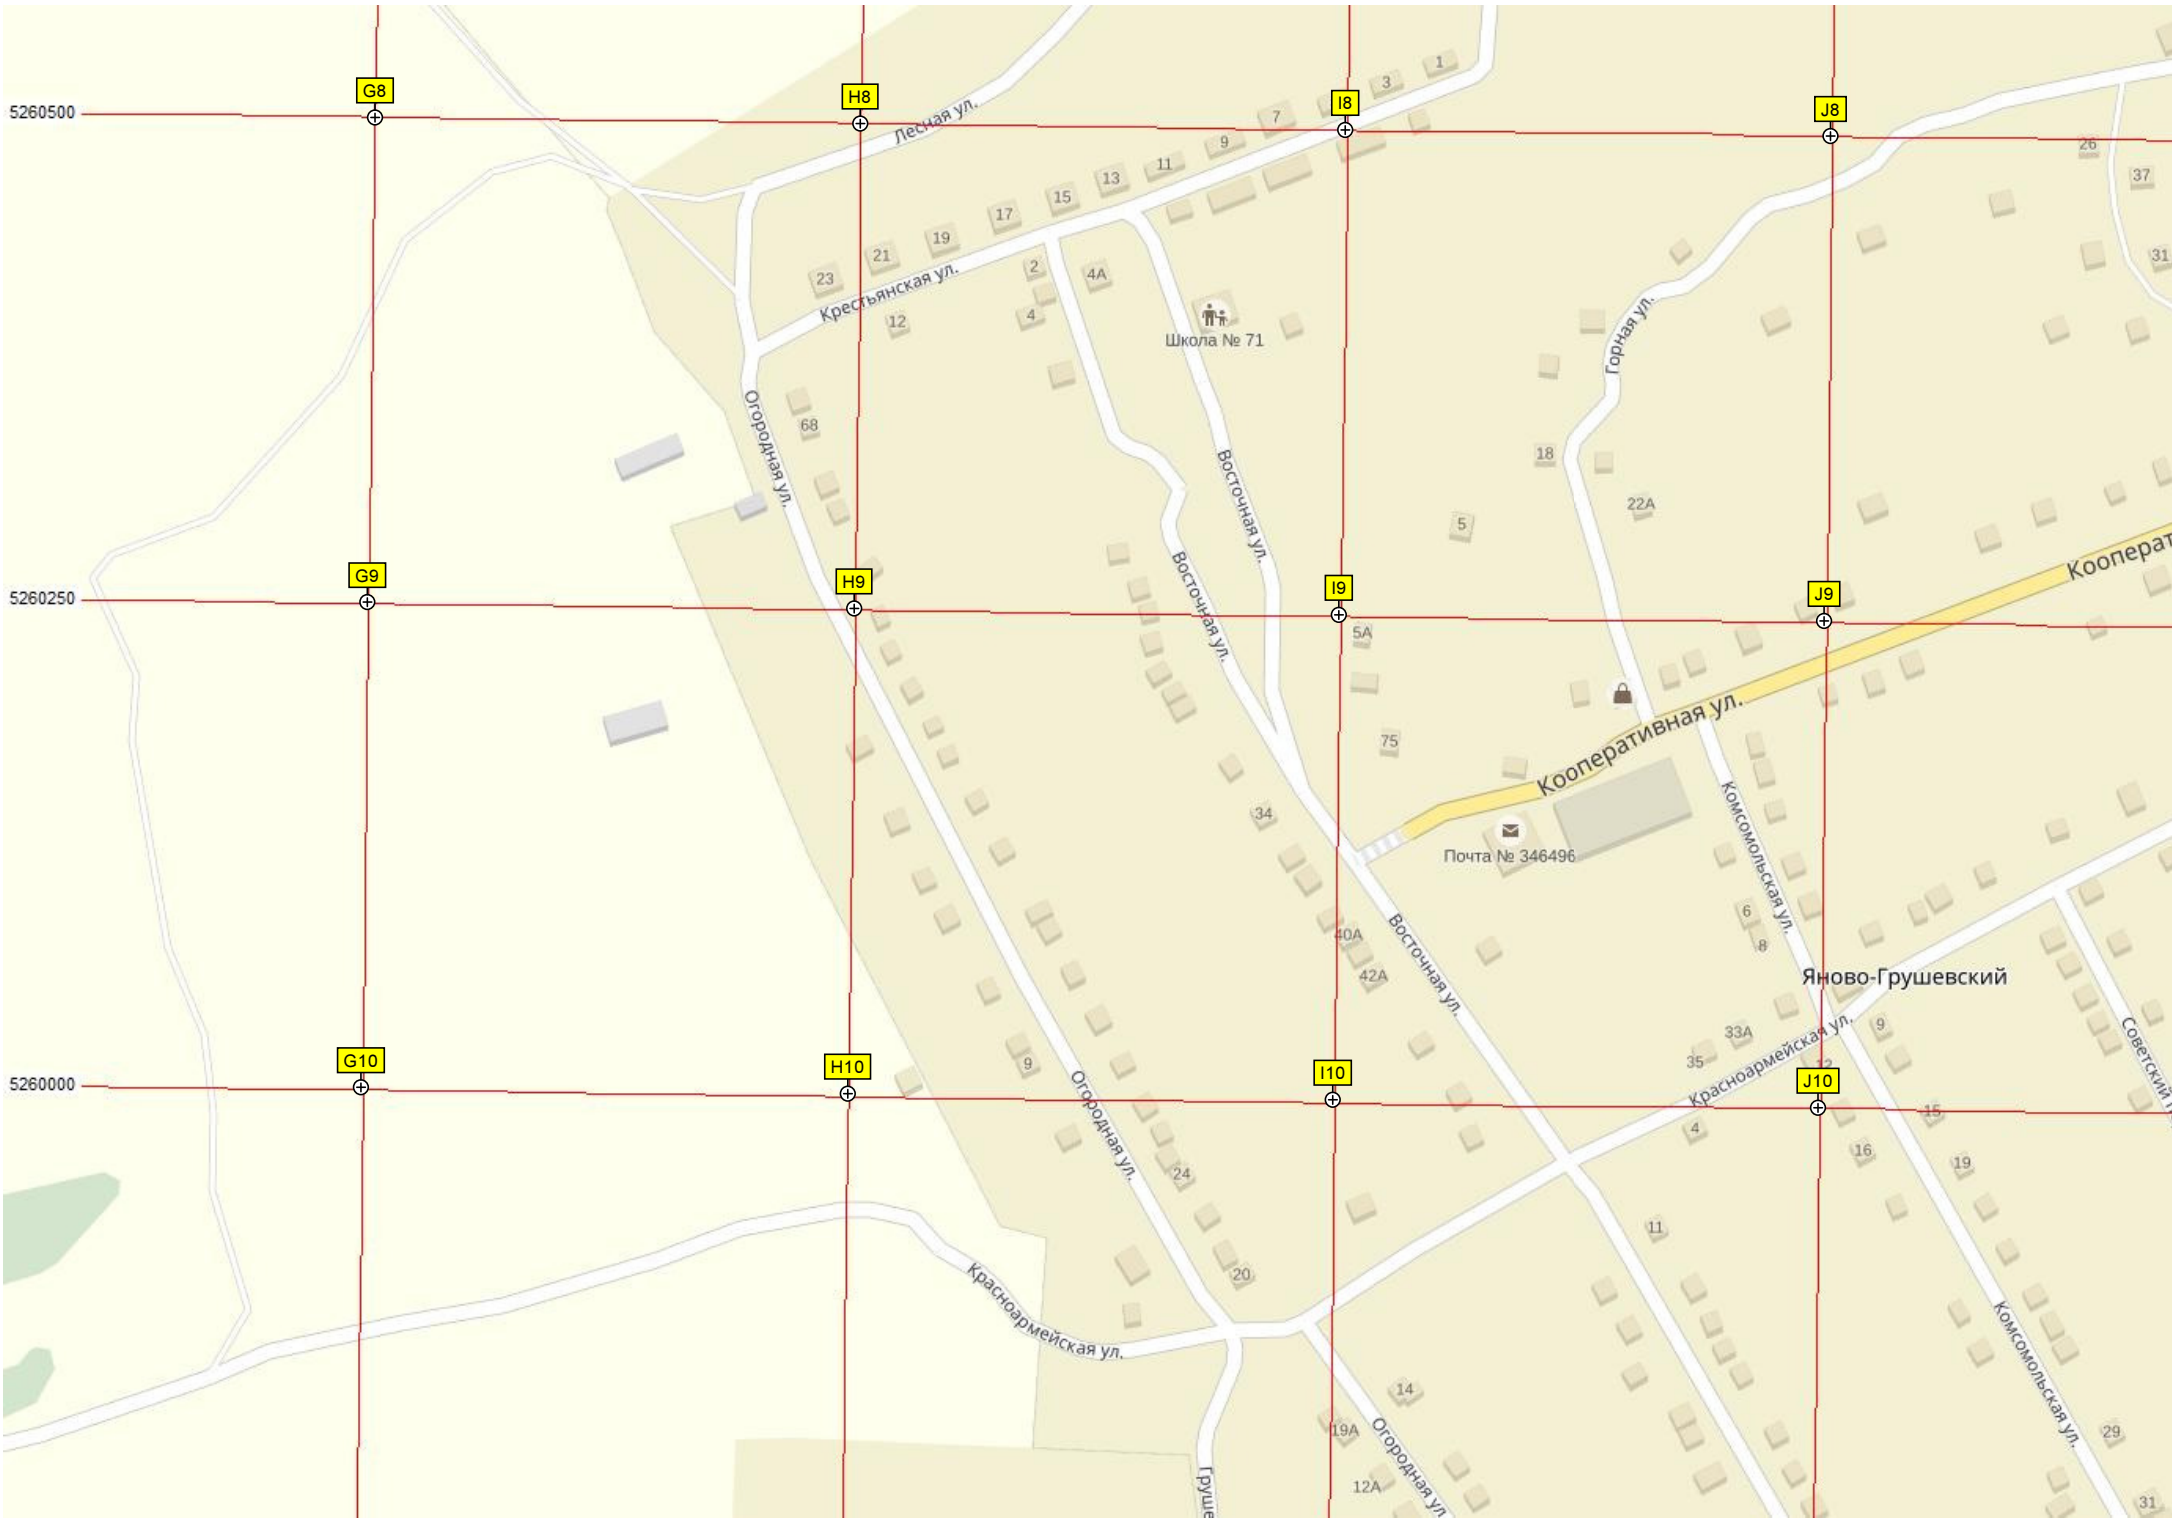 1
3
G8
H8
I8
J8
5260500
Лесная ул.
7
9
26
11
13
37
15
17
19
21
31
2
4А
23
Крестьянская ул.
4
12
Школа № 71
Горная ул.
68
Огородная ул.
18
Восточная ул.
22А
5
Кооперат
G9
H9
I9
J9
5260250
Восточная ул.
5А
Кооперативная ул.
75
34
Комсомольская ул.
Почта № 346496
6
40А
8
Восточная ул.
42А
Яново-Грушевский
9
33А
Советский п
35
12
9
G10
H10
I10
J10
5260000
Красноармейская ул.
Огородная ул.
15
4
16
19
24
11
20
Красноармейская ул.
Комсомольская ул.
14
19А
29
Огородная ул.
12А
Груше
31